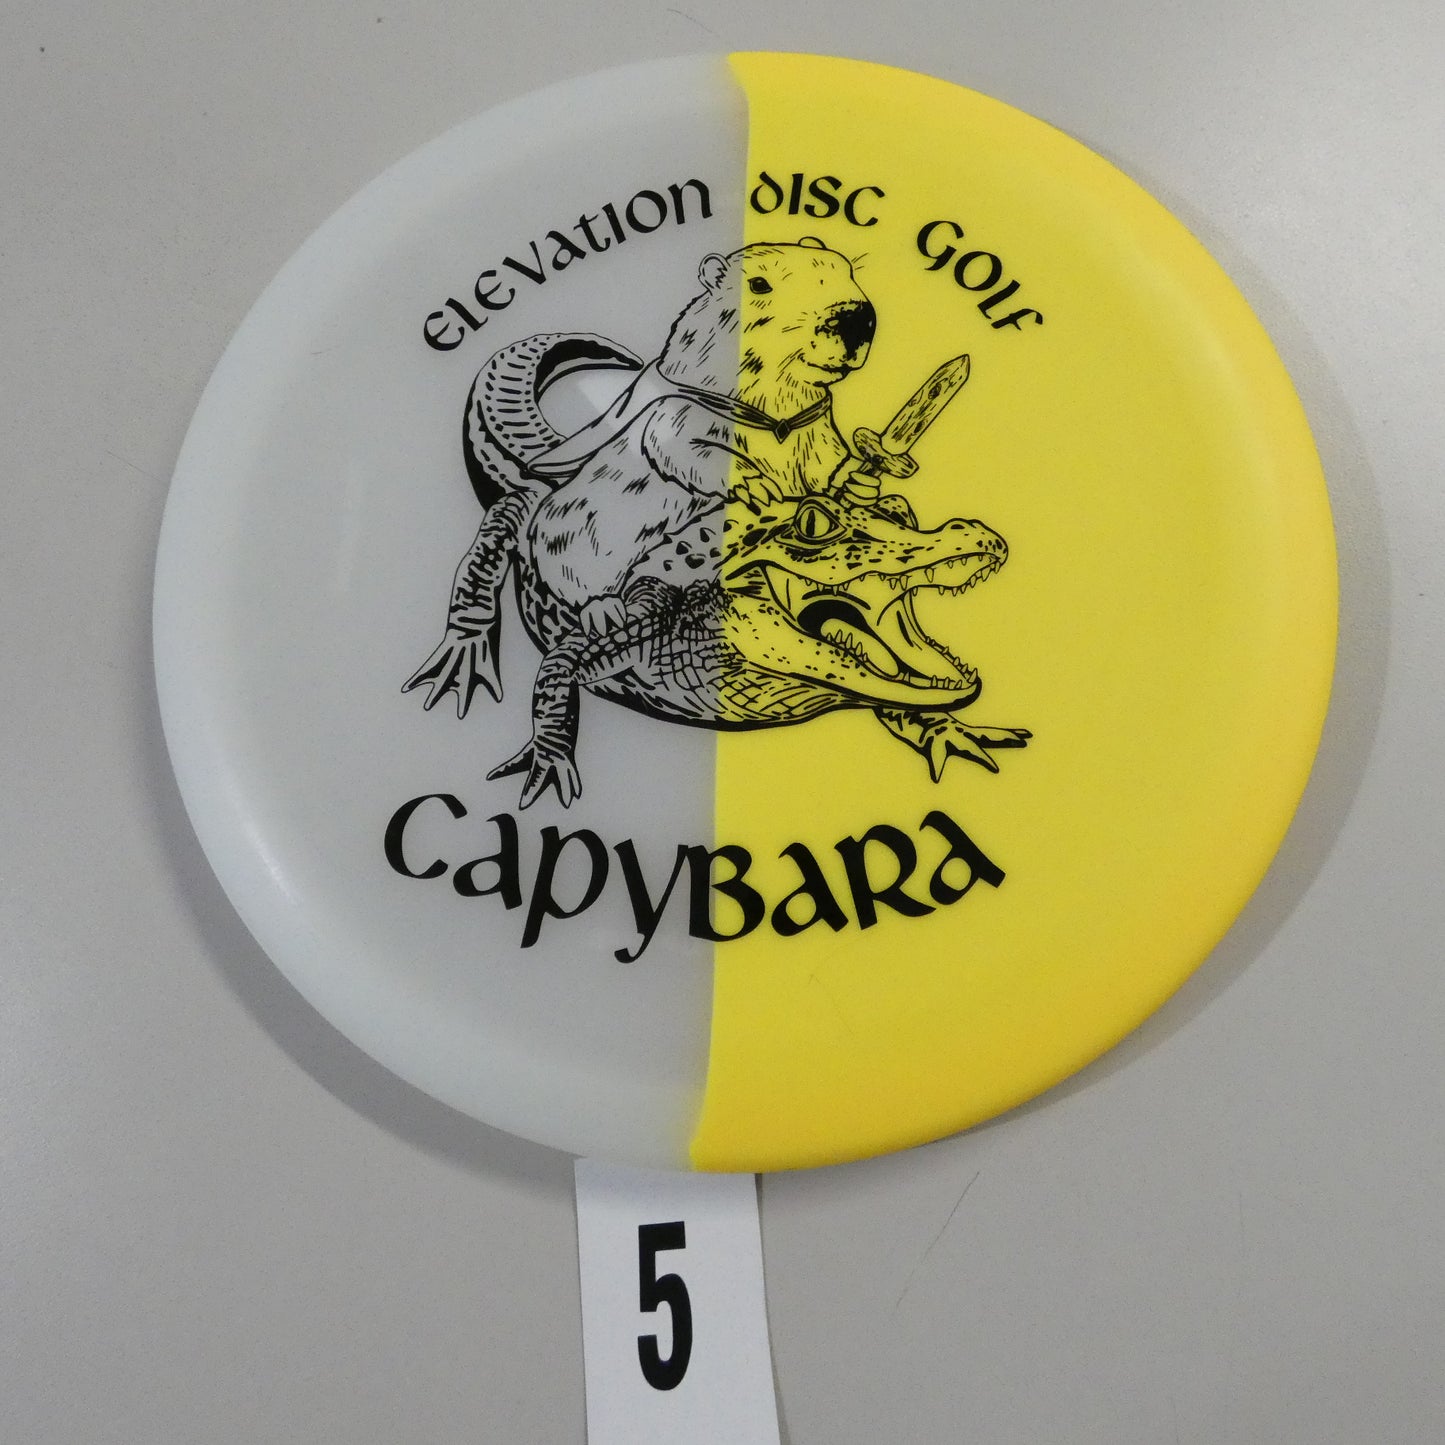 ELEVATION DISC GOLF
CAPYBARA
5